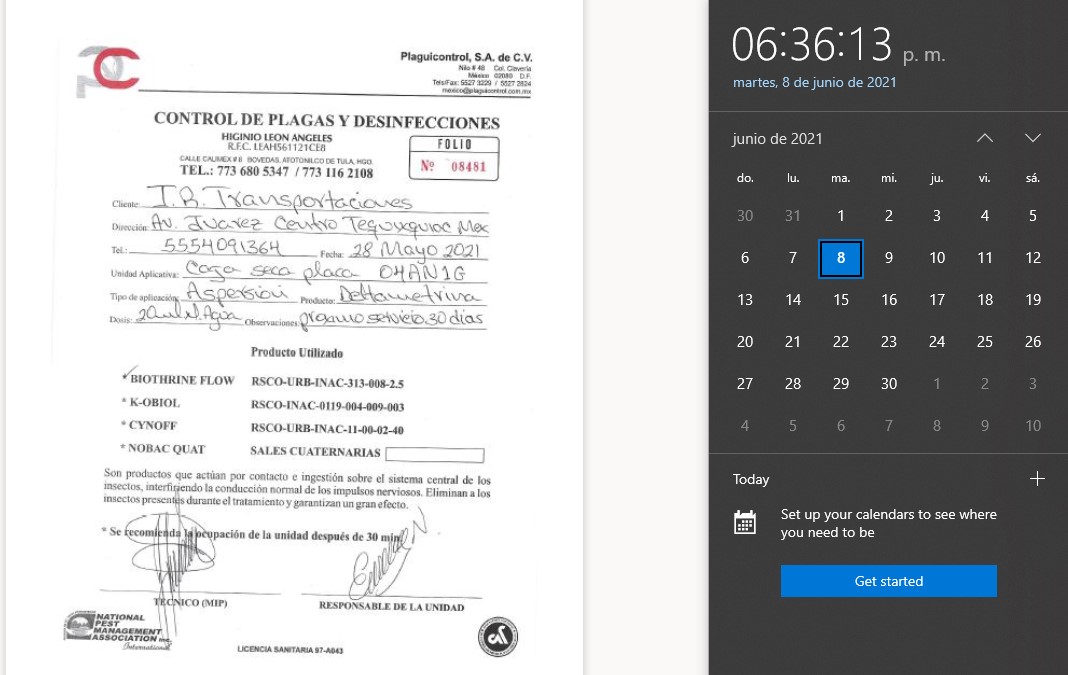 Plaguicontrol, S.A. de C.V.
Nilo # 48 Col. Clavería
México 02080 D.F.
Tels/Fax: 5527 3229 / 5527 2824
mexico@plaguicontrol.com.mx
CONTROL DE PLAGAS Y DESINFECCIONES
HIGINIO LEON ANGELES
R.F.C. LEAH561121CE8
CALLE CALIMEX # 8 BOVEDAS, ATOTONILCO DE TULA, HGO.
TEL.: 773 680 5347 / 773 116 2108
FOLIO
Nº 08481
Cliente: I.R. Transportaciones
Dirección: Av. Juarez Centro Tequixquiac Mex
Tel.: 5554091364 Fecha: 28 Mayo 2021
Unidad Aplicativa: Caja seca placa 04AN1G
Tipo de aplicación: Aspersión Producto: Deltametrina
Dosis: 20ml Agua Observaciones: servicio 30 dias
Producto Utilizado
* BIOTHRINE FLOW RSCO-URB-INAC-313-008-2.5
* K-OBIOL RSCO-INAC-0119-004-009-003
* CYNOFF RSCO-URB-INAC-11-00-02-40
* NOBAC QUAT SALES CUATERNARIAS
Son productos que actúan por contacto e ingestión sobre el sistema central de los
insectos, interfiriendo la conducción normal de los impulsos nerviosos. Eliminan a los
insectos presentes durante el tratamiento y garantizan un gran efecto.
* Se recomienda la ocupación de la unidad después de 30 min.
TÉCNICO (MIP) RESPONSABLE DE LA UNIDAD
NATIONAL
PEST
MANAGEMENT
ASSOCIATION Inc.
International
LICENCIA SANITARIA 97-A043
06:36:13 p. m.
martes, 8 de junio de 2021
junio de 2021
do. lu. ma. mi. ju. vi. sá.
30 31 1 2 3 4 5
6 7 8 9 10 11 12
13 14 15 16 17 18 19
20 21 22 23 24 25 26
27 28 29 30 1 2 3
4 5 6 7 8 9 10
Today
Set up your calendars to see where
you need to be
Get started